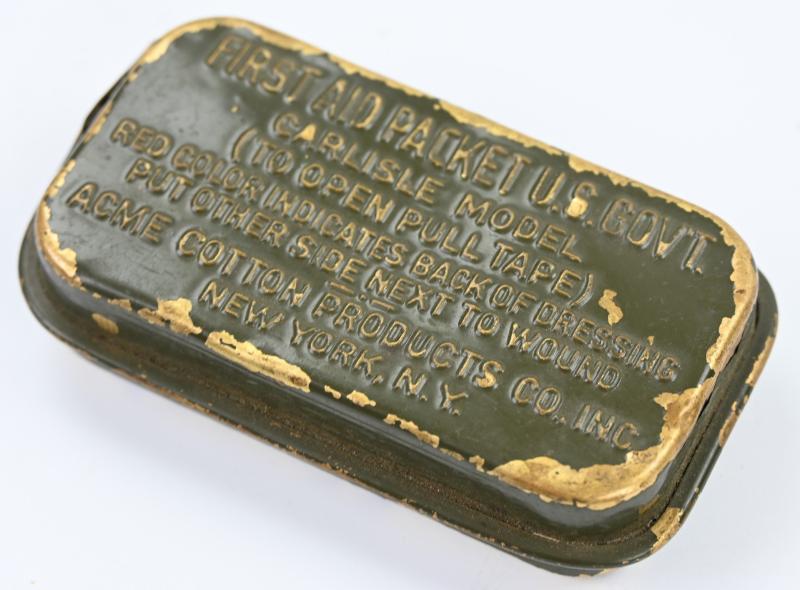 FIRST AID PACKET U.S. GOV'T.
CARLISLE MODEL
(TO OPEN PULL TAPE)
RED COLOR INDICATES BACK OF DRESSING
PUT OTHER SIDE NEXT TO WOUND
ACME COTTON PRODUCTS CO., INC.
NEW YORK, N.Y.